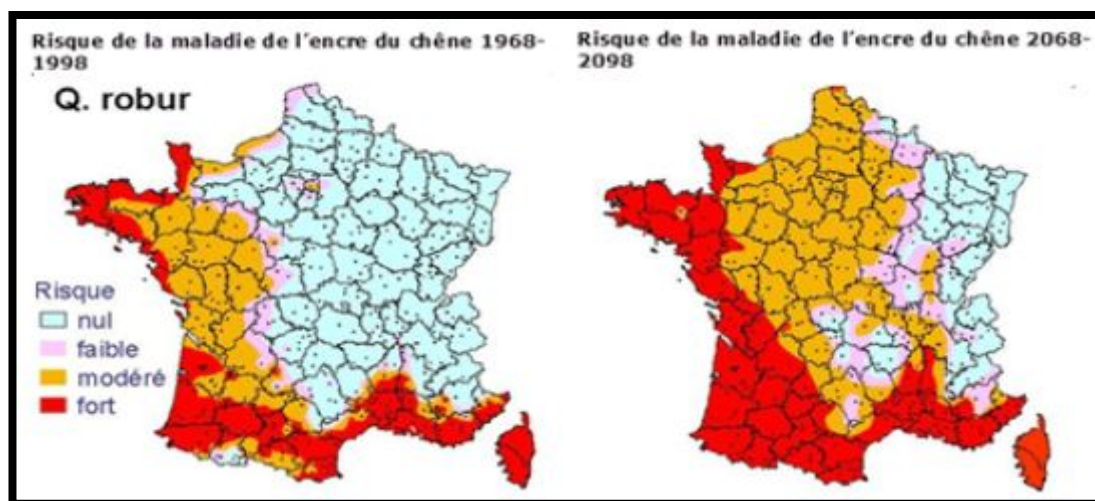 Risque de la maladie de l'encre du chêne 1968-
1998
Q. robur
Risque
nul
faible
modéré
fort
Risque de la maladie de l'encre du chêne 2068-
2098